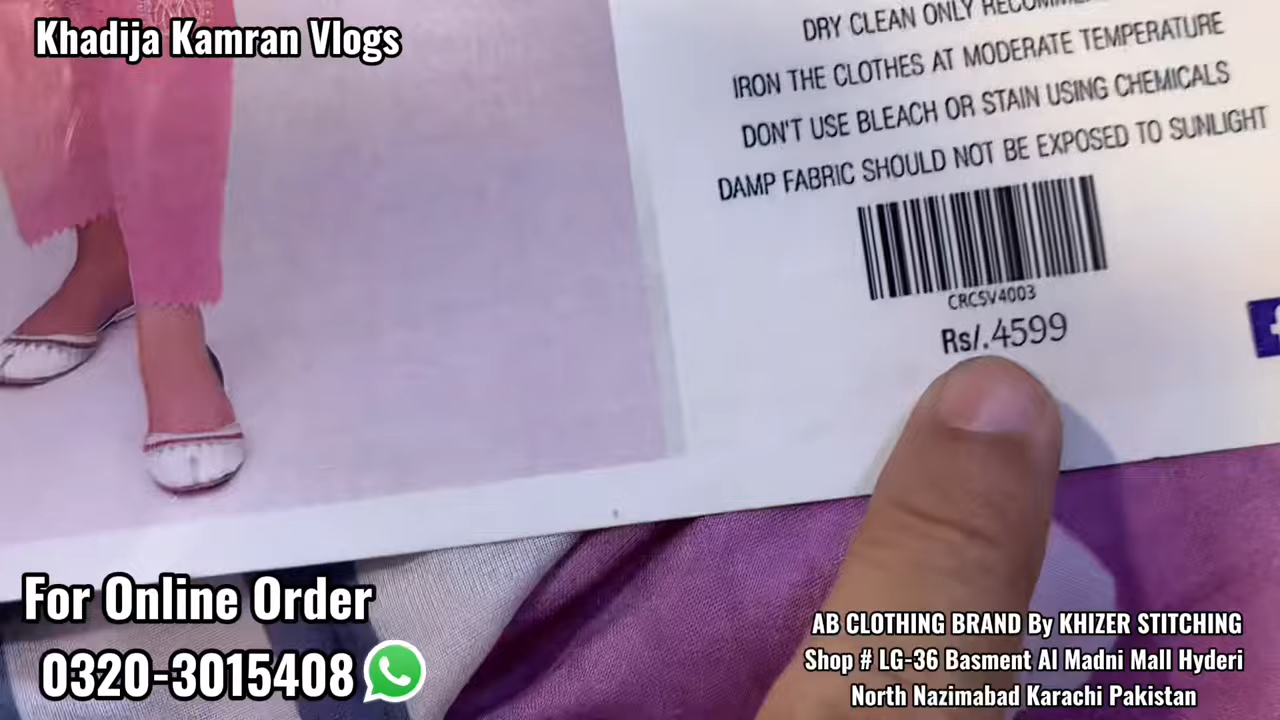 Khadija Kamran Vlogs
DRY CLEAN ONLY
IRON THE CLOTHES AT MODERATE TEMPERATURE
DON'T USE BLEACH OR STAIN USING CHEMICALS
DAMP FABRIC SHOULD NOT BE EXPOSED TO SUNLIGHT
CRCSV4003
Rs/.4599
For Online Order
0320-3015408
AB CLOTHING BRAND By KHIZER STITCHING
Shop # LG-36 Basment Al Madni Mall Hyderi
North Nazimabad Karachi Pakistan